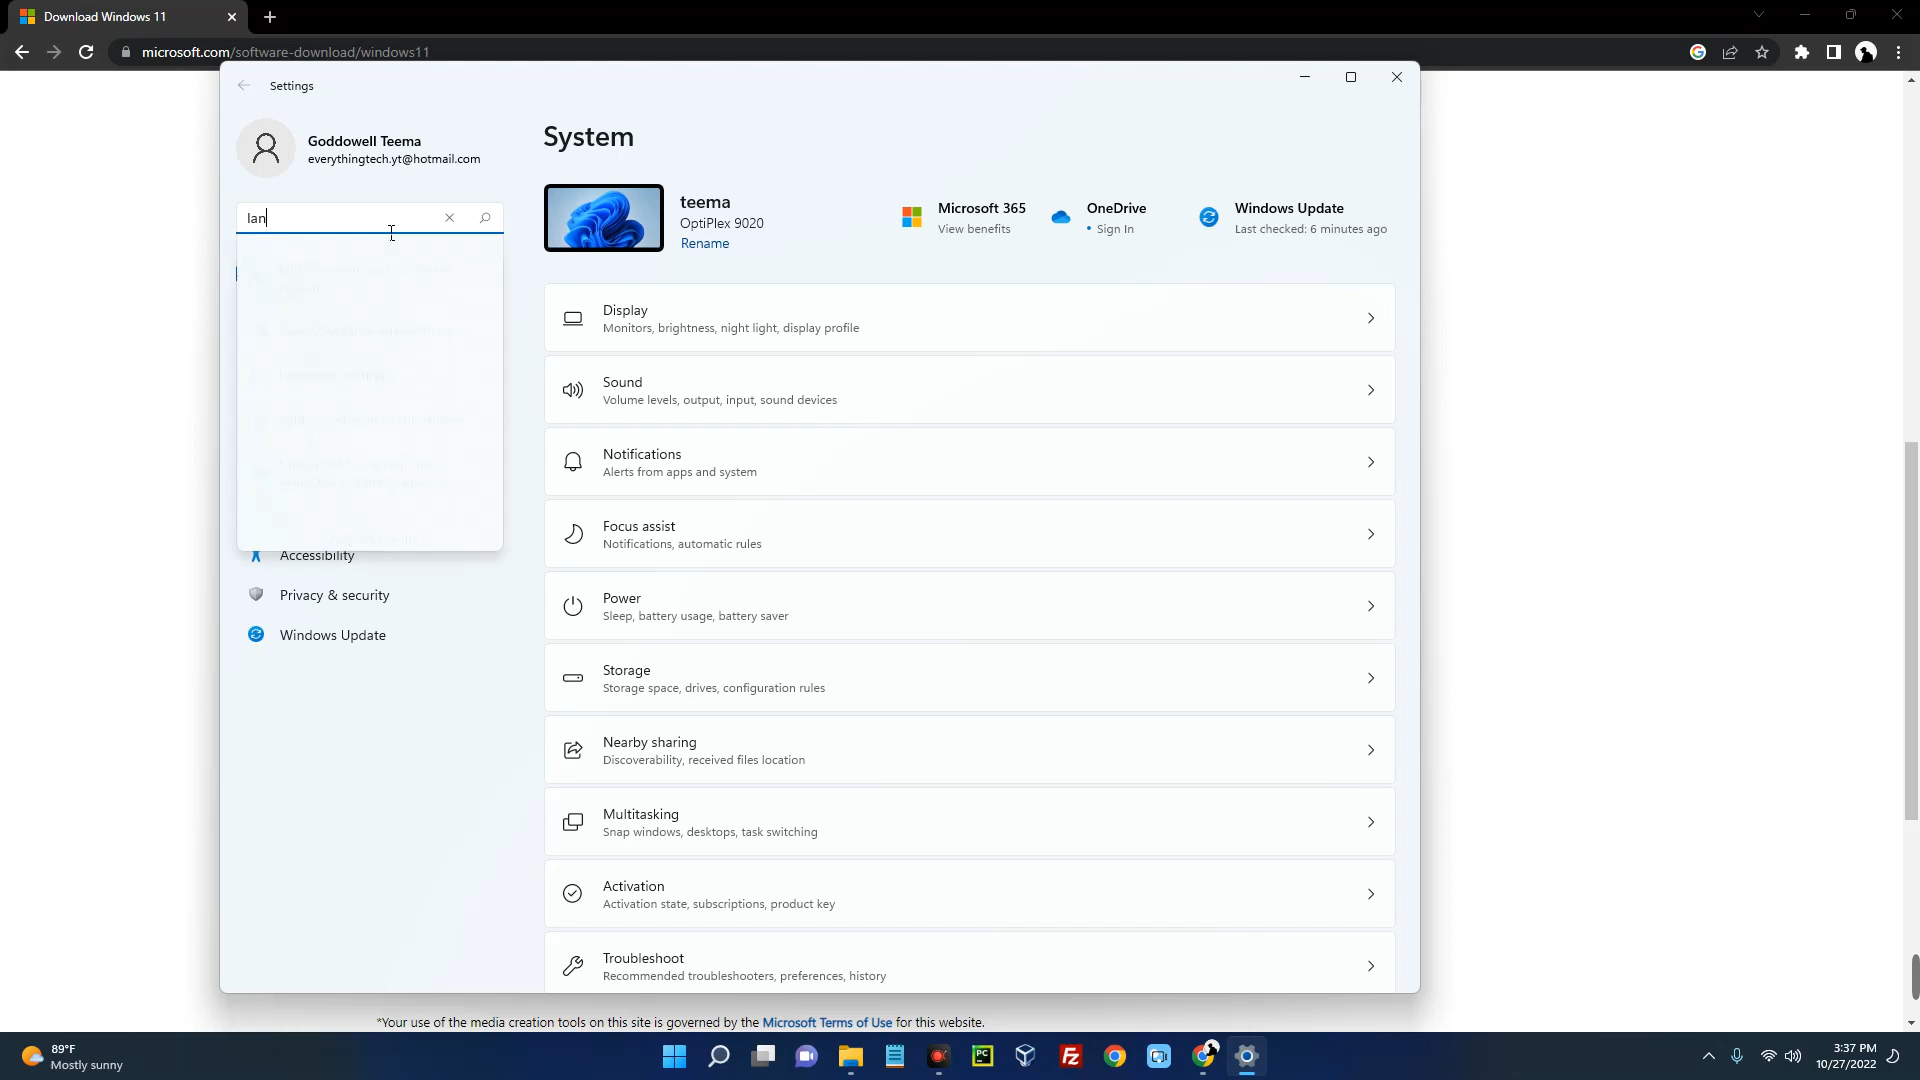 Download Windows 11
microsoft.com/software-download/windows11
Settings
Goddowell Teema
everythingtech.yt@hotmail.com
lan
Accessibility
Privacy & security
Windows Update
System
teema
OptiPlex 9020
Rename
Microsoft 365
View benefits
OneDrive
• Sign In
Windows Update
Last checked: 6 minutes ago
Display
Monitors, brightness, night light, display profile
Sound
Volume levels, output, input, sound devices
Notifications
Alerts from apps and system
Focus assist
Notifications, automatic rules
Power
Sleep, battery usage, battery saver
Storage
Storage space, drives, configuration rules
Nearby sharing
Discoverability, received files location
Multitasking
Snap windows, desktops, task switching
Activation
Activation state, subscriptions, product key
Troubleshoot
Recommended troubleshooters, preferences, history
*Your use of the media creation tools on this site is governed by the Microsoft Terms of Use for this website.
89°F
Mostly sunny
PC
Fz
3:37 PM
10/27/2022